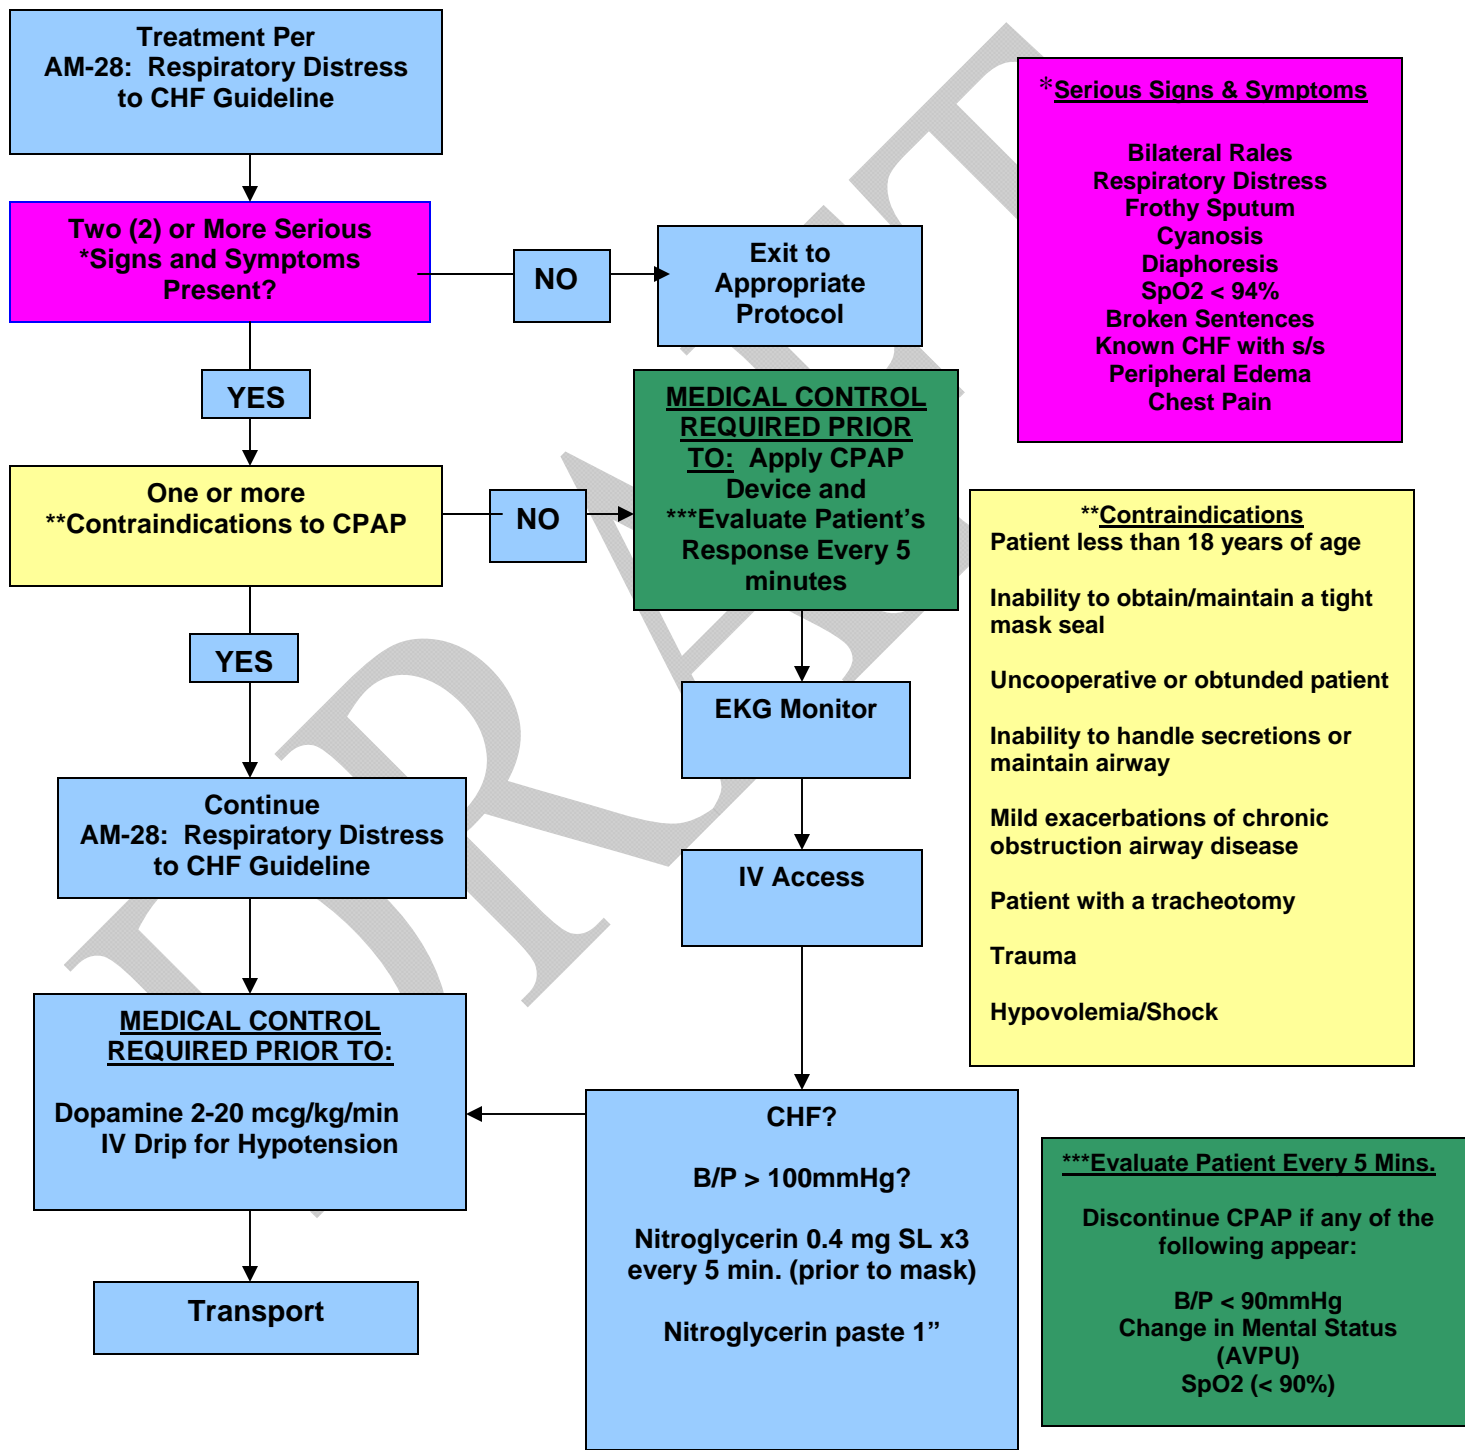 Treatment Per
AM-28: Respiratory Distress
to CHF Guideline
Two (2) or More Serious
*Signs and Symptoms
Present?
NO
Exit to
Appropriate
Protocol
*Serious Signs & Symptoms
Bilateral Rales
Respiratory Distress
Frothy Sputum
Cyanosis
Diaphoresis
SpO2 < 94%
Broken Sentences
Known CHF with s/s
Peripheral Edema
Chest Pain
YES
One or more
**Contraindications to CPAP
NO
MEDICAL CONTROL
REQUIRED PRIOR
TO: Apply CPAP
Device and
***Evaluate Patient's
Response Every 5
minutes
**Contraindications
Patient less than 18 years of age
Inability to obtain/maintain a tight
mask seal
Uncooperative or obtunded patient
Inability to handle secretions or
maintain airway
Mild exacerbations of chronic
obstruction airway disease
Patient with a tracheotomy
Trauma
Hypovolemia/Shock
YES
EKG Monitor
Continue
AM-28: Respiratory Distress
to CHF Guideline
IV Access
MEDICAL CONTROL
REQUIRED PRIOR TO:
Dopamine 2-20 mcg/kg/min
IV Drip for Hypotension
CHF?
B/P > 100mmHg?
Nitroglycerin 0.4 mg SL x3
every 5 min. (prior to mask)
Nitroglycerin paste 1”
***Evaluate Patient Every 5 Mins.
Discontinue CPAP if any of the
following appear:
B/P < 90mmHg
Change in Mental Status
(AVPU)
SpO2 (< 90%)
Transport
DRAFT